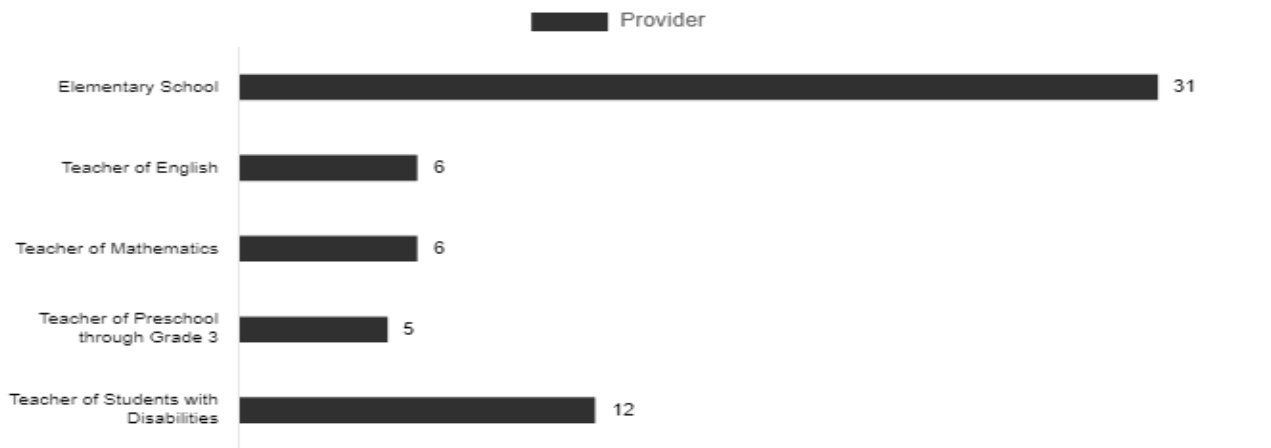 Provider
Elementary School 31
Teacher of English 6
Teacher of Mathematics 6
Teacher of Preschool
through Grade 3 5
Teacher of Students with
Disabilities 12